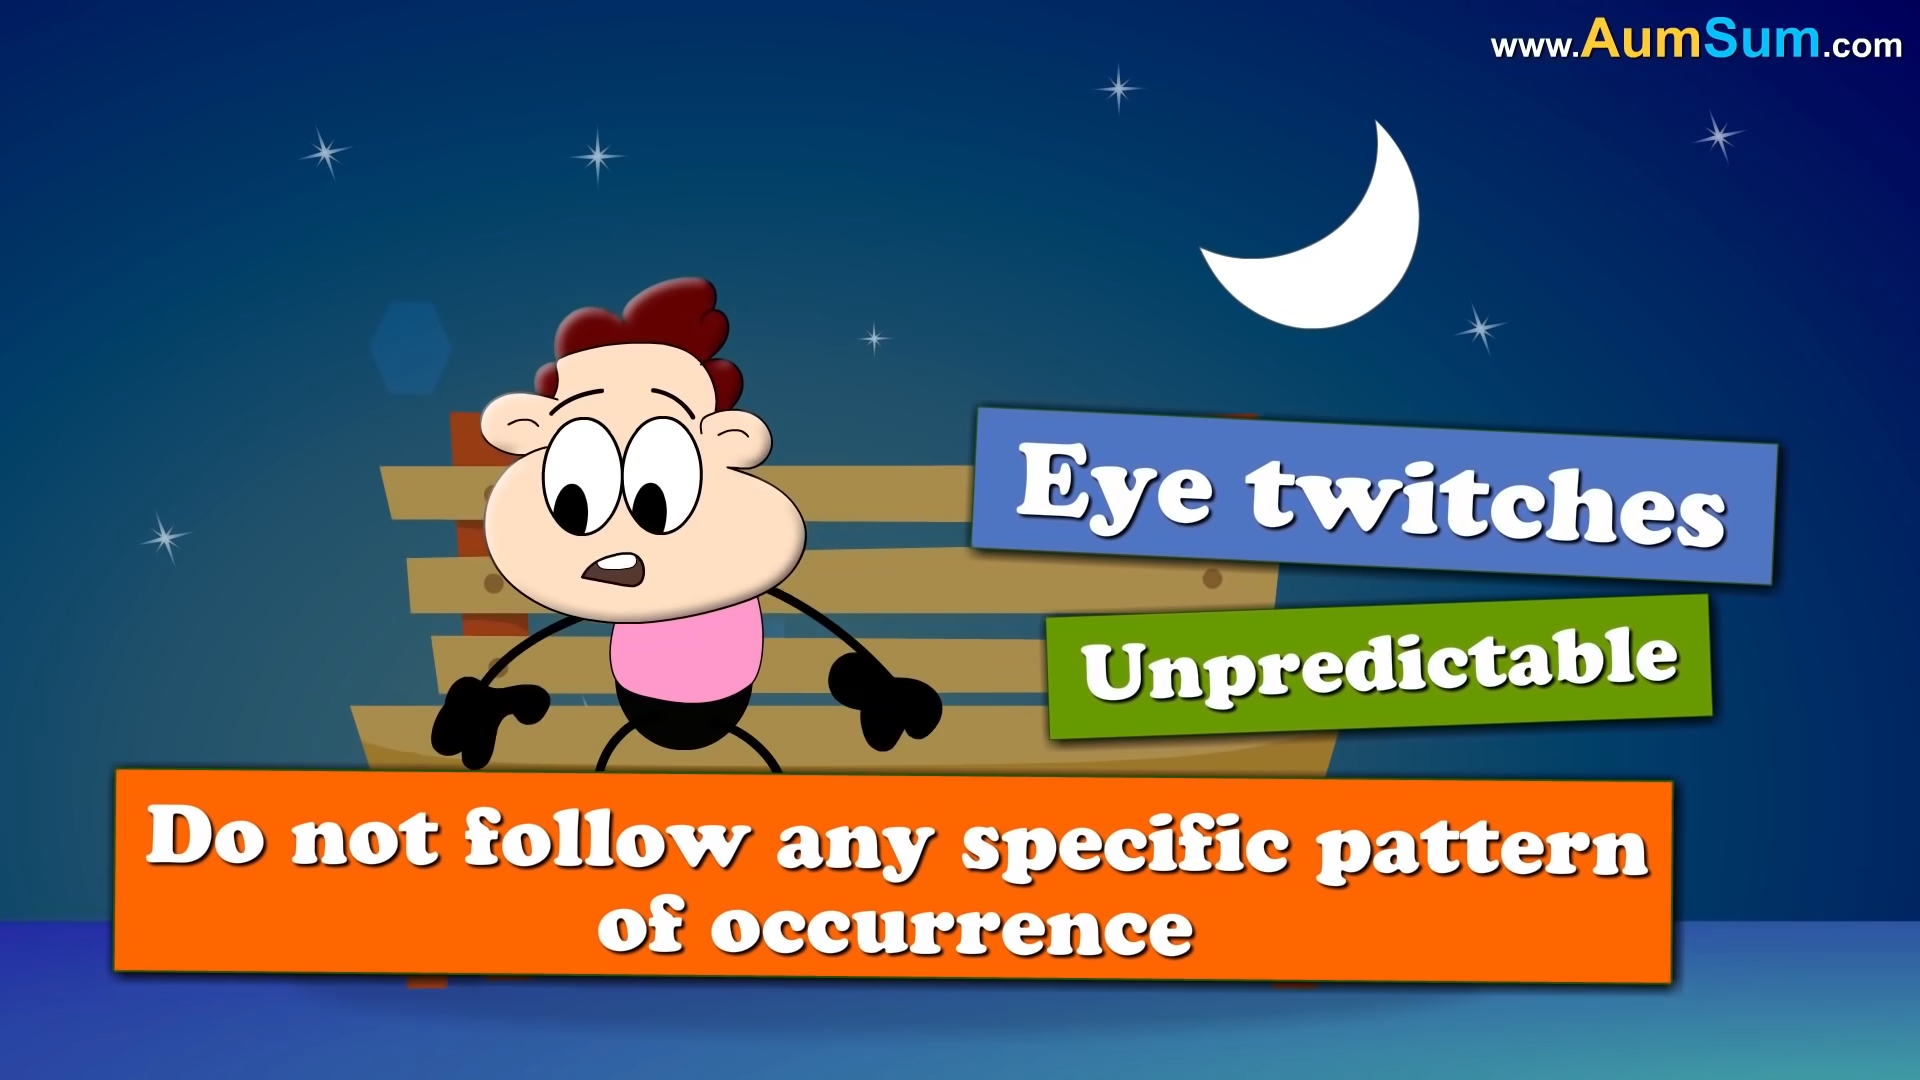 www.AumSum.com
Eye twitches
Unpredictable
Do not follow any specific pattern
of occurrence